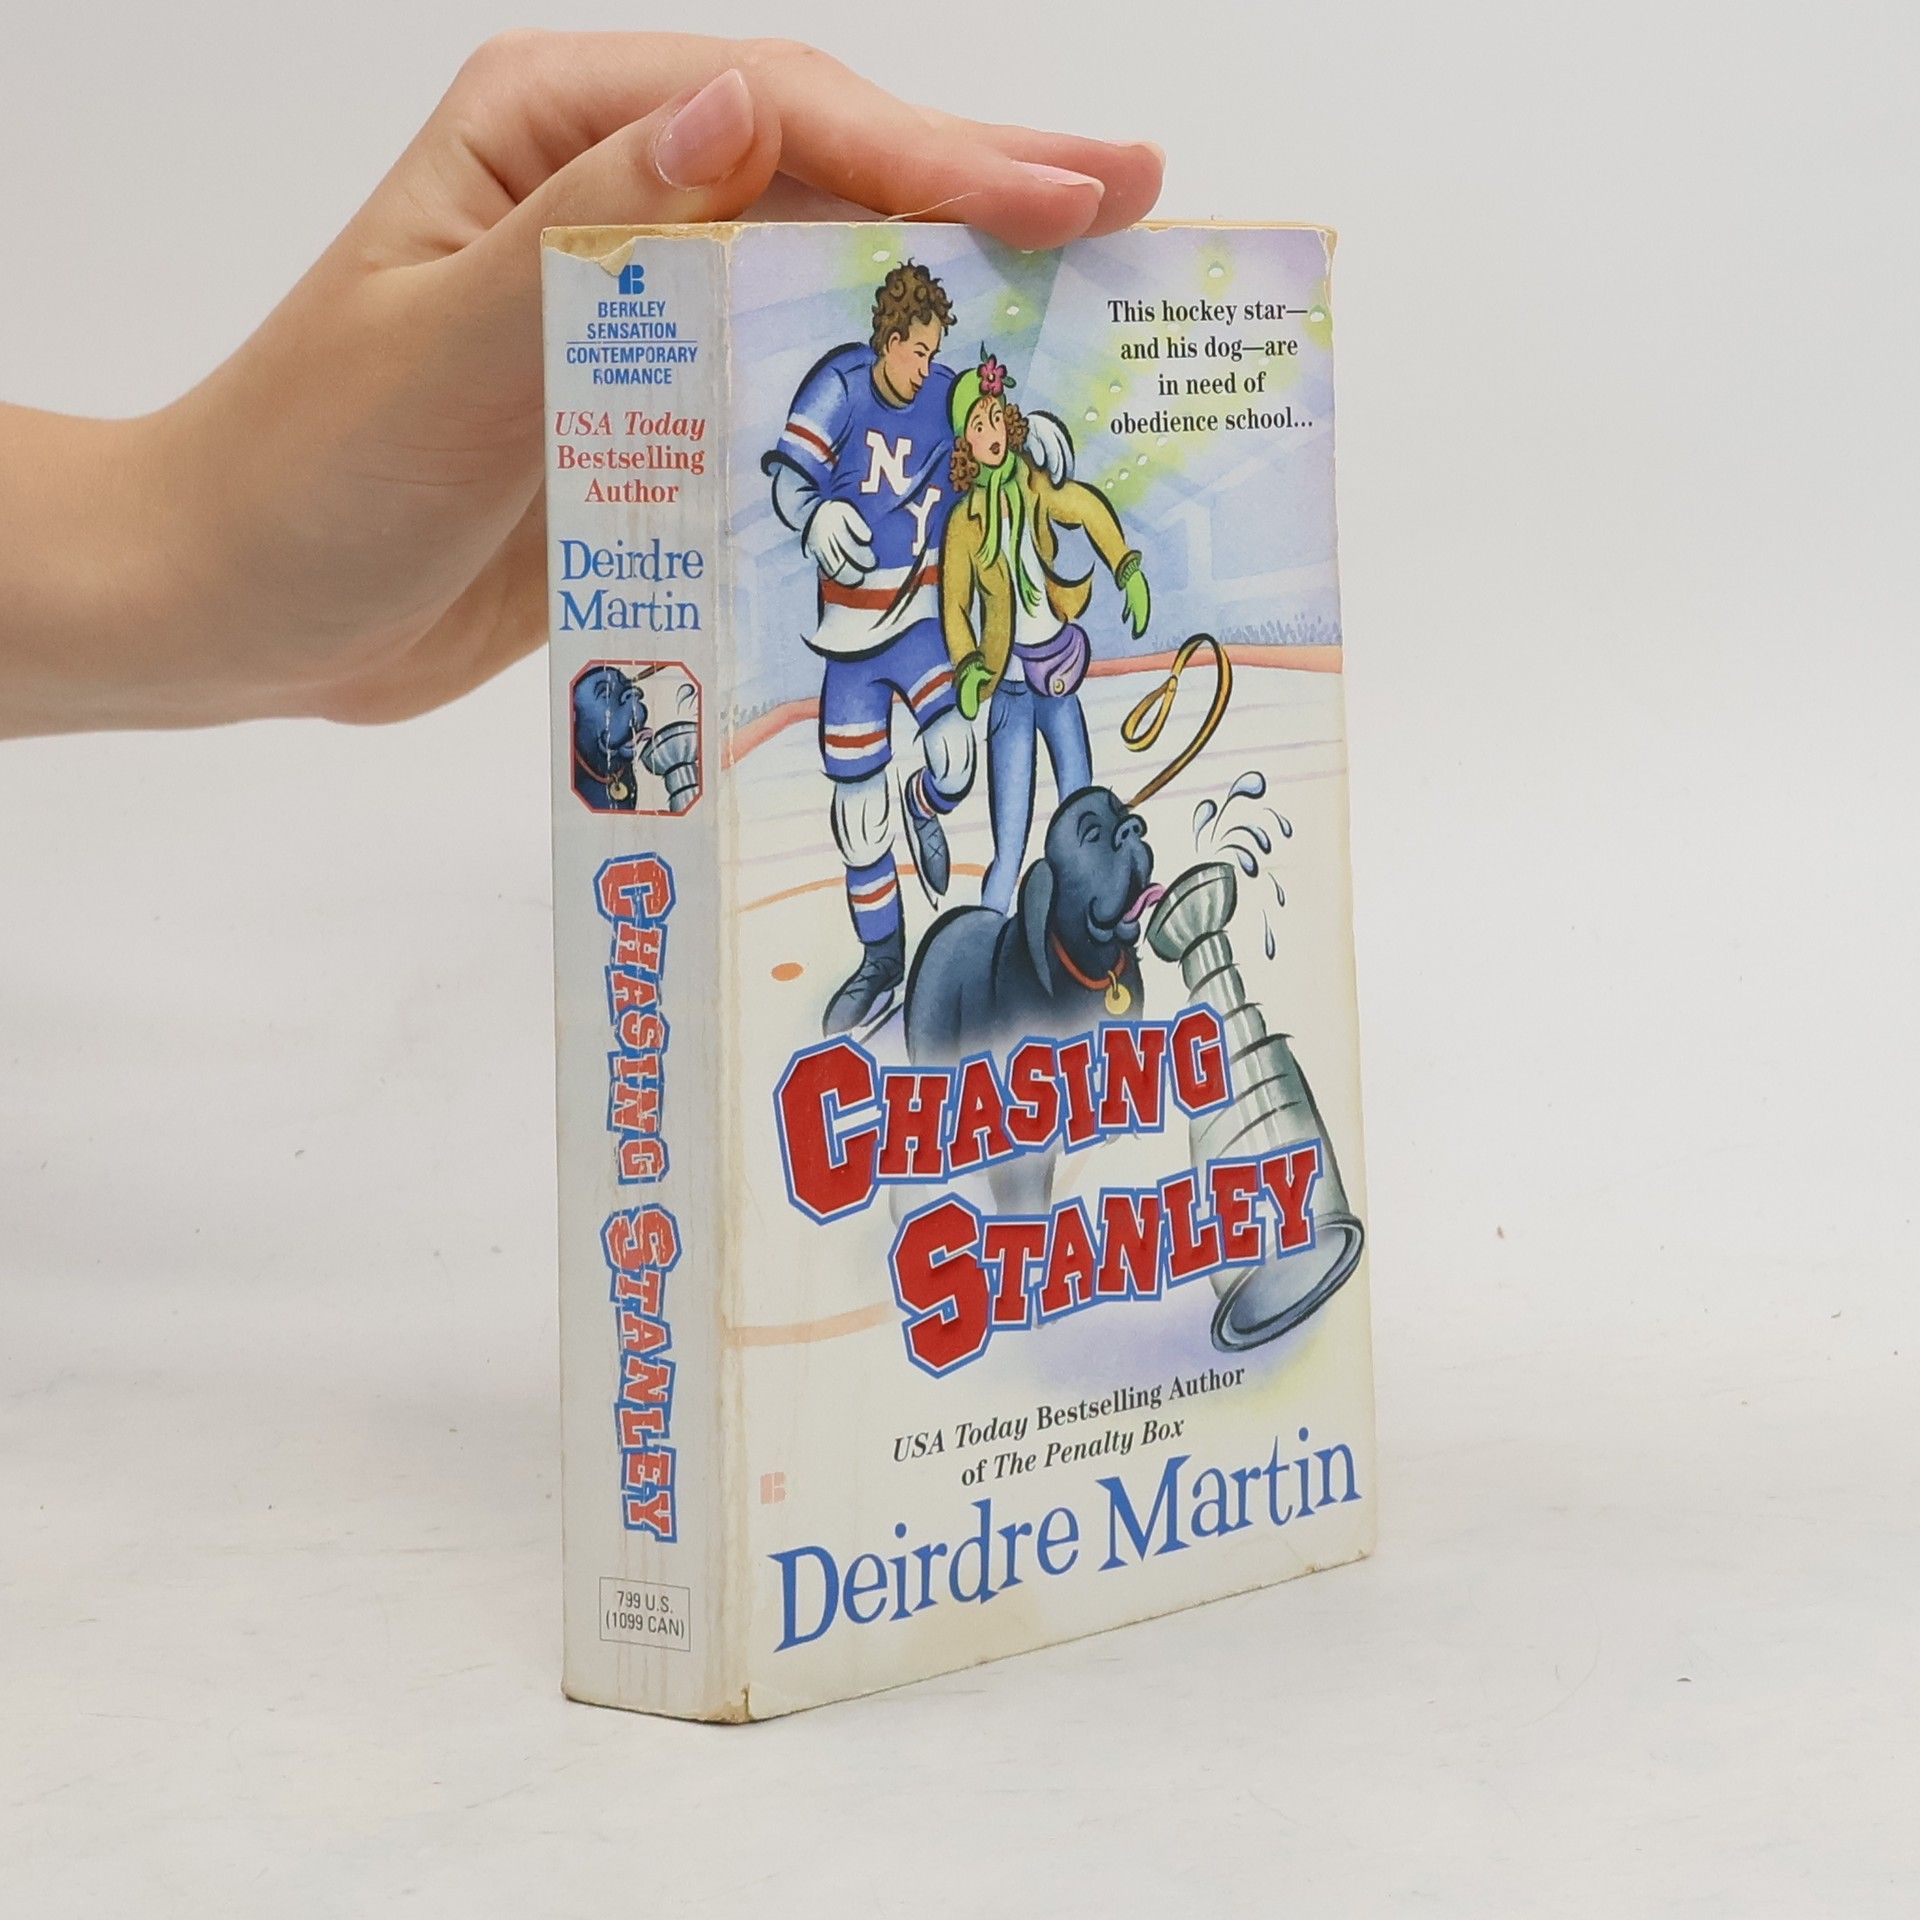 BERKLEY
SENSATION
CONTEMPORARY
ROMANCE
USA Today
Bestselling
Author
Deirdre
Martin
CHASING STANLEY
799 U.S.
(1099 CAN)
This hockey star—
and his dog—are
in need of
obedience school...
NY
CHASING
STANLEY
USA Today Bestselling Author
of The Penalty Box
Deirdre Martin